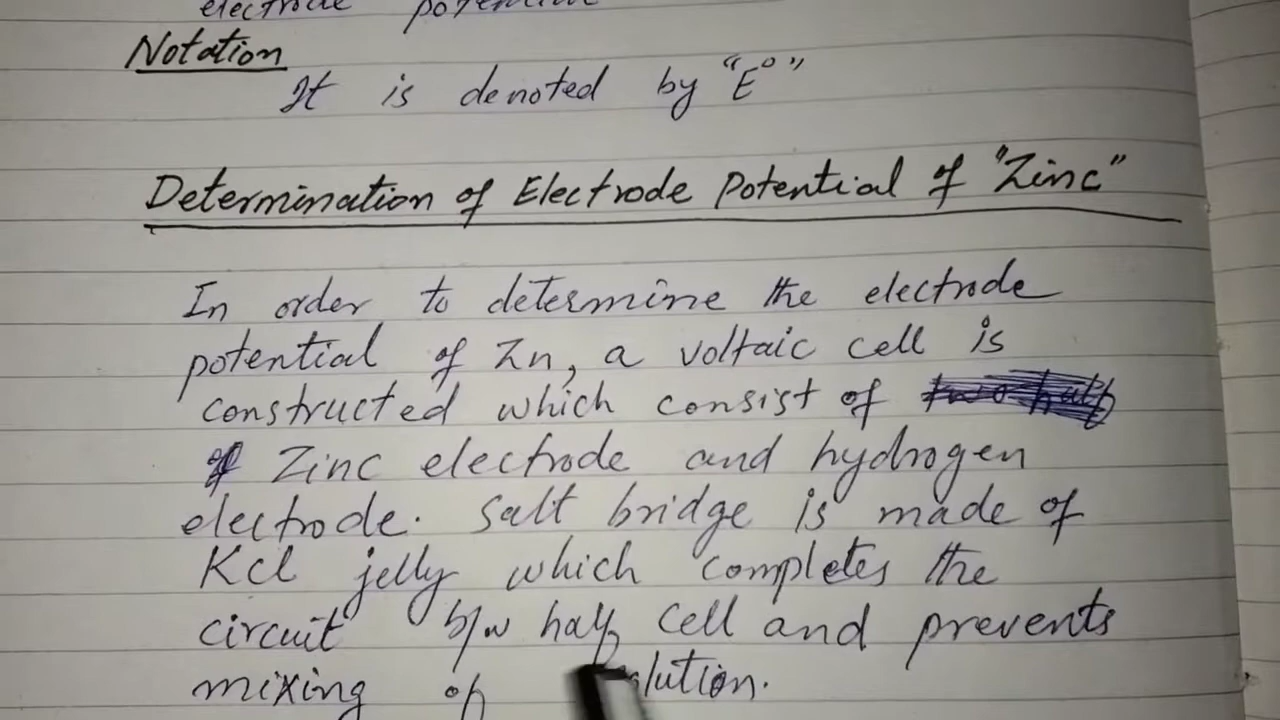 electrode potential
Notation
It is denoted by "E°"
Determination of Electrode Potential of "Zinc"
In order to determine the electrode
potential of Zn, a voltaic cell is
constructed which consist of
Zinc electrode and hydrogen
electrode. Salt bridge is made of
KCl jelly which completes the
circuit b/w half cell and prevents
mixing of solution.